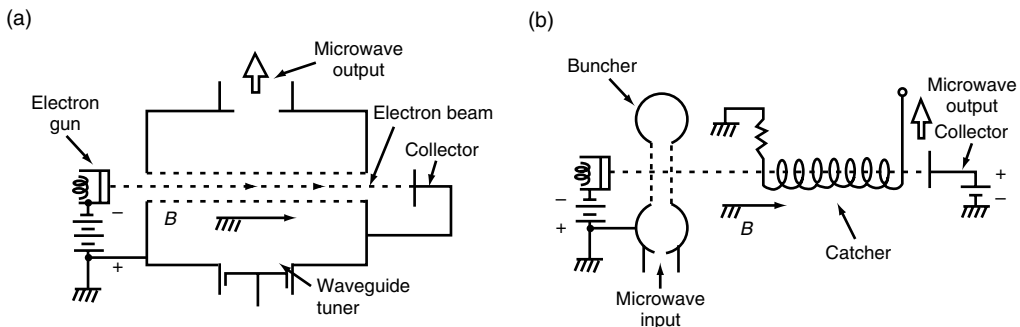 (a)
Microwave
output
Electron
gun
Electron beam
Collector
−
B
+
Waveguide
tuner
(b)
Buncher
Microwave
output
Collector
−
+
+
−
B
Catcher
Microwave
input